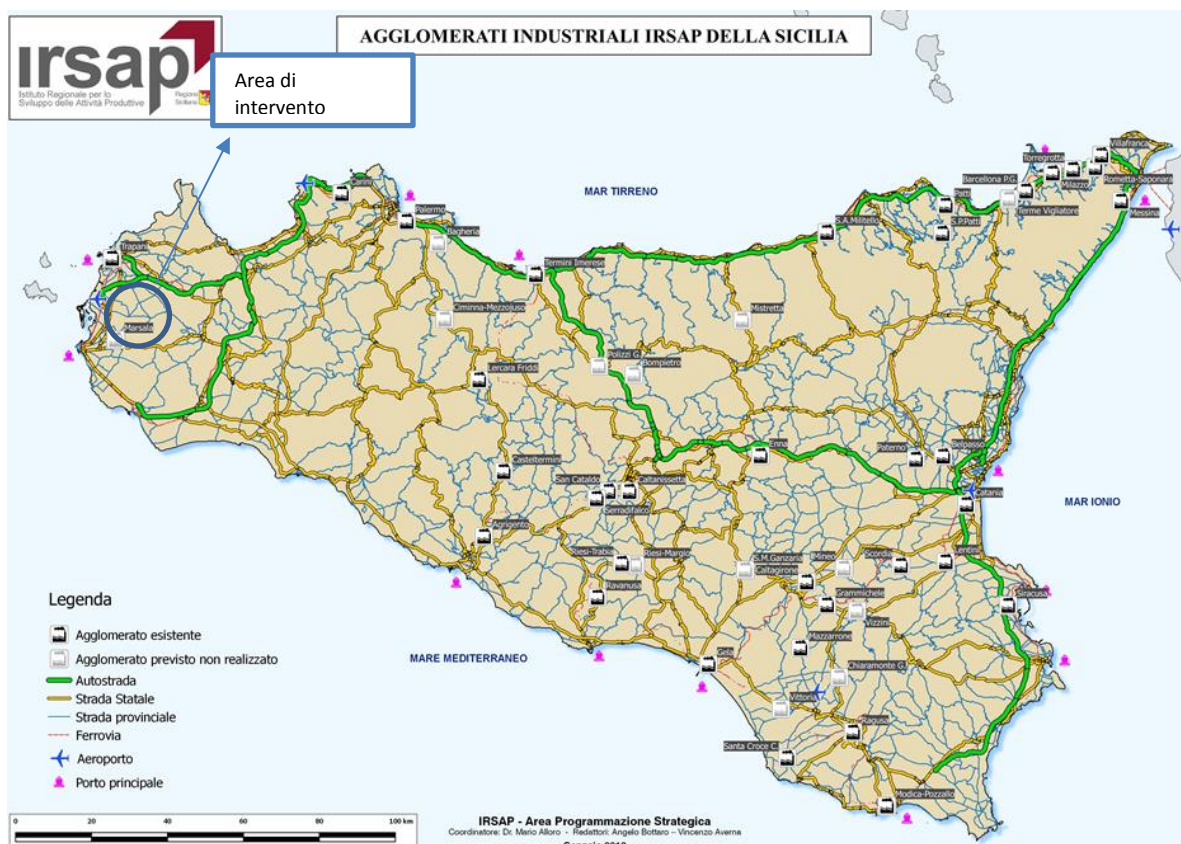 irsap
Istituto Regionale per lo
Sviluppo delle Attività Produttive
Regione
Siciliana
AGGLOMERATI INDUSTRIALI IRSAP DELLA SICILIA
Area di
intervento
MAR TIRRENO
Villafranca
Torregrotta
Barcellona P.G.
Milazzo
Rometta-Saponara
Carini
Patti
Terme Vigliatore
Messina
Palermo
S.A.Militello
S.P.Patti
Bagheria
Trapani
Termini Imerese
Ciminna-Mezzojuso
Mistretta
Marsala
Polizzi G.
Bompietro
Lercara Friddi
Enna
Paterno
Belpasso
Casteltermini
San Cataldo
Caltanissetta
Catania
MAR IONIO
Serradifalco
Agrigento
Riesi-Trabia
Riesi-Margio
S.M.Ganzaria
Mineo
Scordia
Lentini
Caltagirone
Ravanusa
Grammichele
Siracusa
Vizzini
Mazzarrone
MARE MEDITERRANEO
Gela
Chiaramonte G.
Vittoria
Ragusa
Santa Croce C.
Modica-Pozzallo
Legenda
Agglomerato esistente
Agglomerato previsto non realizzato
Autostrada
Strada Statale
Strada provinciale
Ferrovia
Aeroporto
Porto principale
0 20 40 60 80 100 km
IRSAP - Area Programmazione Strategica
Coordinatore: Dr. Mario Alloro - Redattori: Angelo Bottaro – Vincenzo Averna